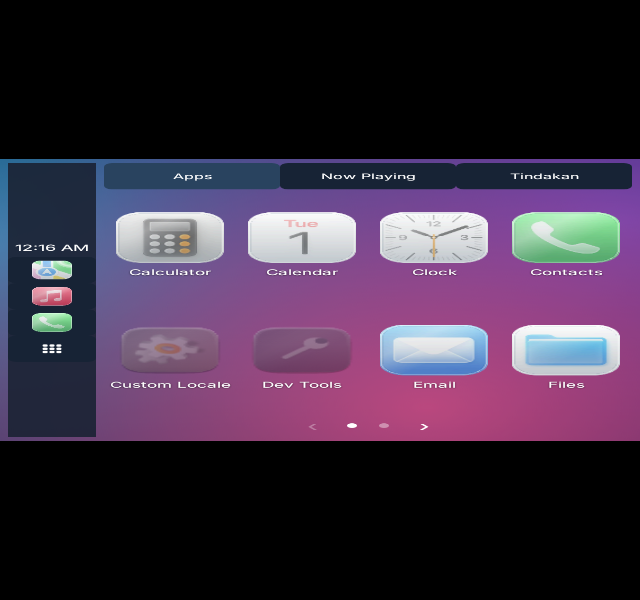 Apps
Now Playing
Tindakan
12:16 AM
Tue
1
12
3
6
9
Calculator
Calendar
Clock
Contacts
Custom Locale
Dev Tools
Email
Files